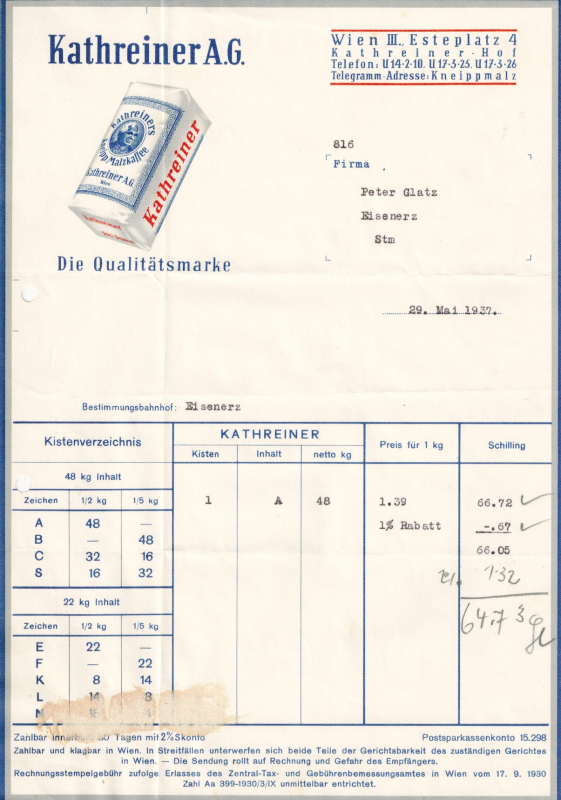 Kathreiner A.G.
Wien III., Esteplatz 4
Kathreiner-Hof
Telefon: U 14-2-10, U 17-3-25, U 17-3-26
Telegramm-Adresse: Kneippmalz
Kathreiners
Kneipp Malzkaffee
Kathreiner A.G.
Wien
Kathreiner
Die Qualitätsmarke
816
Firma
Peter Glatz
Eisenerz
Stm
29. Mai 1937.
Bestimmungsbahnhof: Eisenerz
Kistenverzeichnis KATHREINER Preis für 1 kg Schilling
Kisten Inhalt netto kg
48 kg Inhalt
Zeichen 1/2 kg 1/5 kg 1 A 48 1.39 66.72
A 48 — 1% Rabatt -.67
B — 48 66.05
C 32 16
S 16 32 1.32
22 kg Inhalt 64.73
Zeichen 1/2 kg 1/5 kg
E 22 —
F — 22
K 8 14
L 14 8
Zahlbar innerhalb 30 Tagen mit 2% Skonto Postsparkassenkonto 15.298
Zahlbar und klagbar in Wien. In Streitfällen unterwerfen sich beide Teile der Gerichtsbarkeit des zuständigen Gerichtes
in Wien. — Die Sendung rollt auf Rechnung und Gefahr des Empfängers.
Rechnungsstempelgebühr zufolge Erlasses des Zentral-Tax- und Gebührenbemessungsamtes in Wien vom 17. 9. 1930
Zahl Aa 399-1930/3/IX unmittelbar entrichtet.